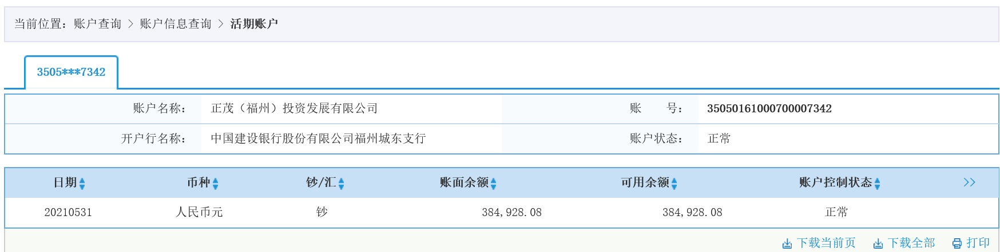 当前位置：账户查询 > 账户信息查询 > 活期账户
3505***7342
账户名称： 正茂（福州）投资发展有限公司 账 号： 35050161000700007342
开户行名称： 中国建设银行股份有限公司福州城东支行 账户状态： 正常
日期 币种 钞/汇 账面余额 可用余额 账户控制状态 >>
20210531 人民币元 钞 384,928.08 384,928.08 正常
下载当前页 下载全部 打印